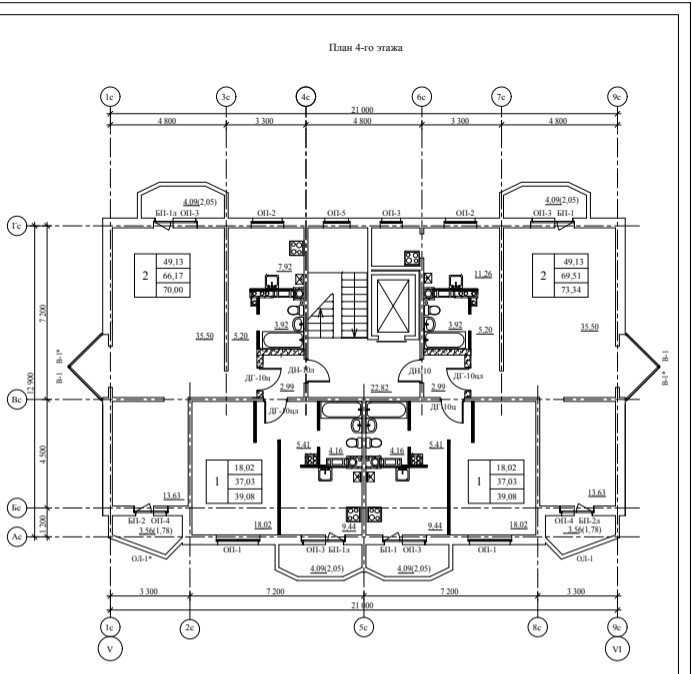 План 4-го этажа
1с 3с 4с 6с 7с 9с
21 000
4 800 3 300 4 800 3 300 4 800
4.09(2,05) 4.09(2,05)
БП-1л ОП-3 ОП-2 ОП-5 ОП-3 ОП-2 ОП-3 БП-1
Гс
2 49,13 66,17 70,00
7,92
11,26
2 49,13 69,51 73,34
7,200
35,50 5,20 3,92
3,92 5,20 35,50
В-1* В-1
В-1 В-1*
12 900
ДГ-10ц ДН-10л
ДН-10 ДГ-10цл
2,99 22,82 2,99
Вс
ДГ-10цл ДГ-10ц
5,41 4,16 4,16 5,41
4,500
1 18,02 37,03 39,08
1 18,02 37,03 39,08
13,63 13,63
Бс
БП-2 ОП-4 ОП-4 БП-2л
3,56(1,78) 18,02 9,44 9,44 18,02 3,56(1,78)
1,200
Ас
ОП-1 ОП-3 БП-1л БП-1 ОП-3 ОП-1
ОЛ-1* ОЛ-1
4.09(2,05) 4.09(2,05)
3 300 7 200 7 200 3 300
21 000
1с 2с 5с 8с 9с
V VI